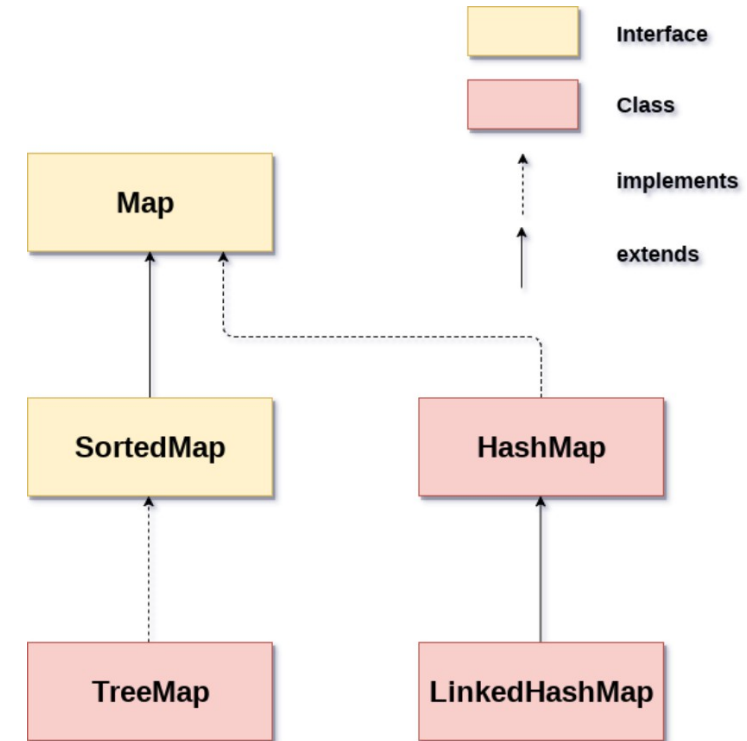 Interface
Class
implements
extends
Map
SortedMap
HashMap
TreeMap
LinkedHashMap